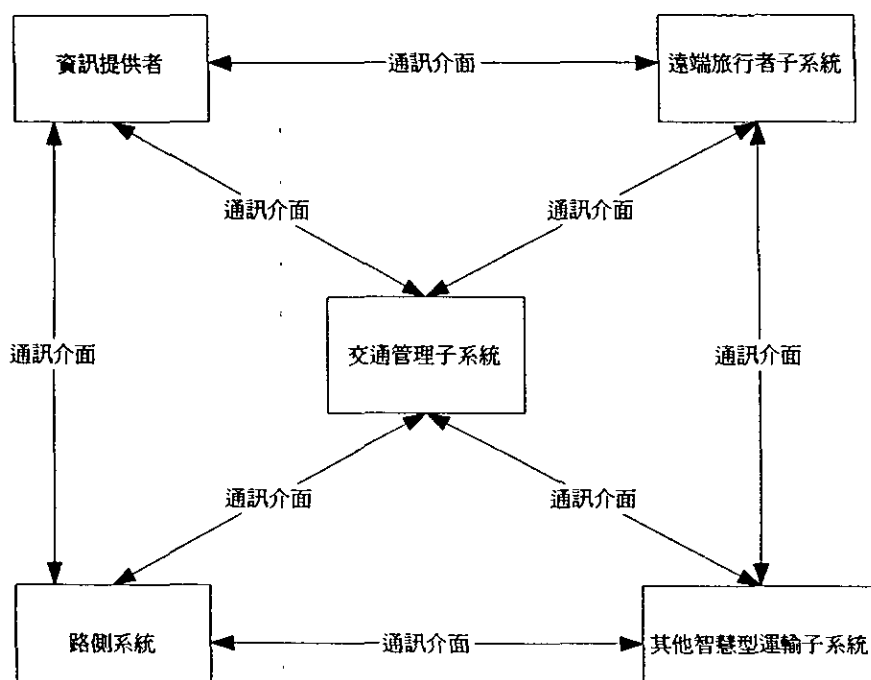 資訊提供者
通訊介面
遠端旅行者子系統
通訊介面
通訊介面
通訊介面
交通管理子系統
通訊介面
通訊介面
通訊介面
路側系統
通訊介面
其他智慧型運輸子系統